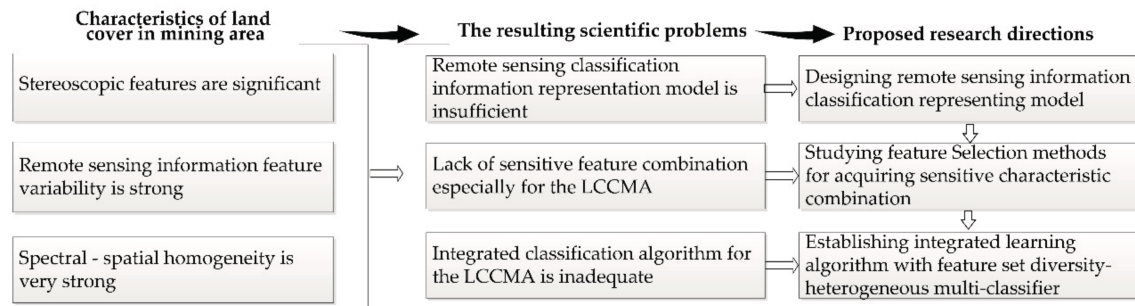 Characteristics of land
cover in mining area
The resulting scientific problems
Proposed research directions
Stereoscopic features are significant
Remote sensing information feature
variability is strong
Spectral - spatial homogeneity is
very strong
Remote sensing classification
information representation model is
insufficient
Lack of sensitive feature combination
especially for the LCCMA
Integrated classification algorithm for
the LCCMA is inadequate
Designing remote sensing information
classification representing model
Studying feature Selection methods
for acquiring sensitive characteristic
combination
Establishing integrated learning
algorithm with feature set diversity-
heterogeneous multi-classifier